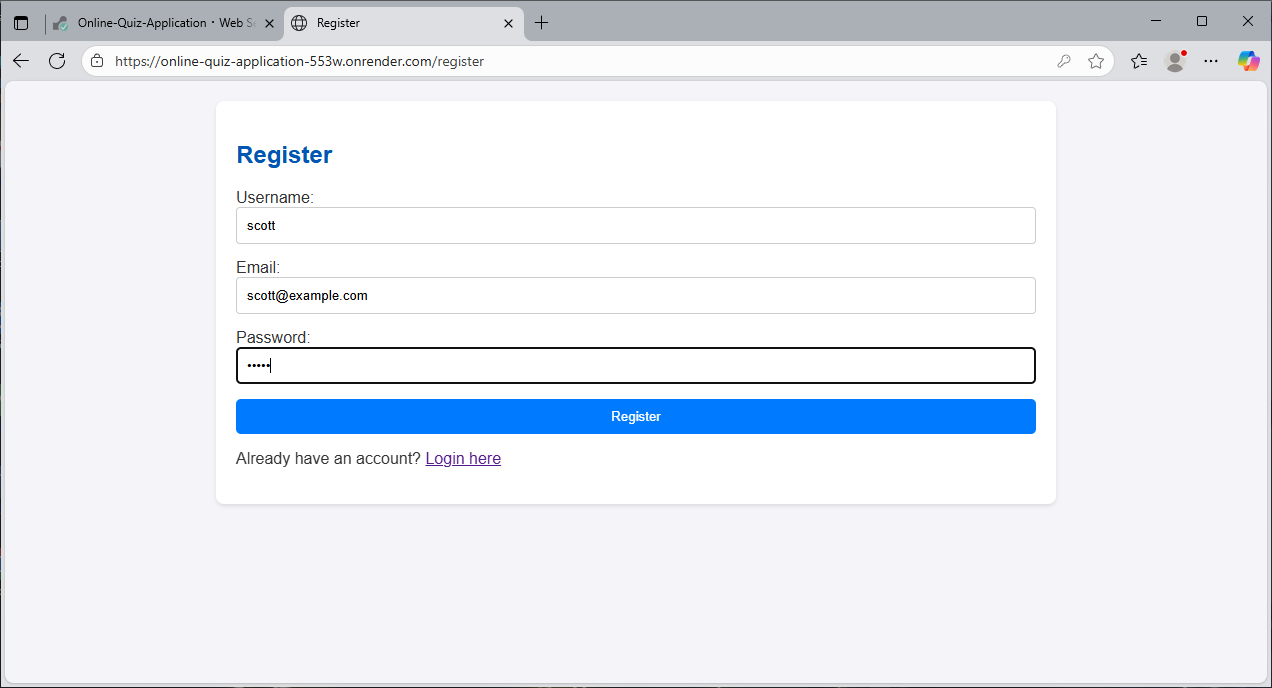 Online-Quiz-Application · Web Se
Register
https://online-quiz-application-553w.onrender.com/register
Register
Username:
scott
Email:
scott@example.com
Password:
•••••
Register
Already have an account? Login here